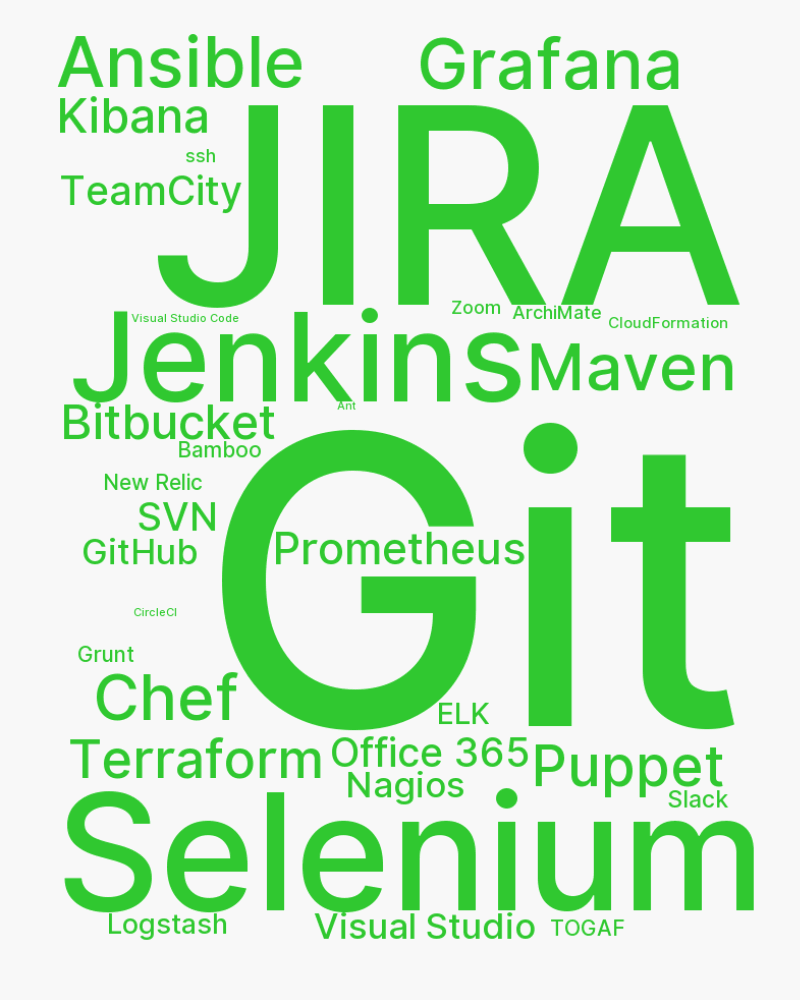 Ansible
Grafana
Kibana
JIRA
ssh
TeamCity
Zoom
ArchiMate
CloudFormation
Visual Studio Code
Jenkins
Maven
Ant
Bitbucket
Bamboo
Git
New Relic
SVN
GitHub
Prometheus
CircleCI
Grunt
Chef
ELK
Terraform
Office 365
Puppet
Nagios
Slack
Selenium
Logstash
Visual Studio
TOGAF